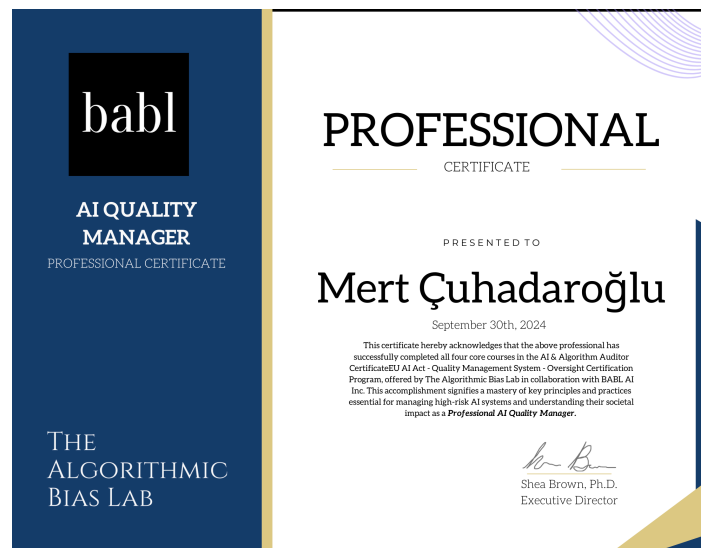 babl
AI QUALITY
MANAGER
PROFESSIONAL CERTIFICATE
THE
ALGORITHMIC
BIAS LAB
PROFESSIONAL
CERTIFICATE
PRESENTED TO
Mert Çuhadaroğlu
September 30th, 2024
This certificate hereby acknowledges that the above professional has
successfully completed all four core courses in the AI & Algorithm Auditor
CertificateEU AI Act - Quality Management System - Oversight Certification
Program, offered by The Algorithmic Bias Lab in collaboration with BABL AI
Inc. This accomplishment signifies a mastery of key principles and practices
essential for managing high-risk AI systems and understanding their societal
impact as a Professional AI Quality Manager.
Shea Brown, Ph.D.
Executive Director